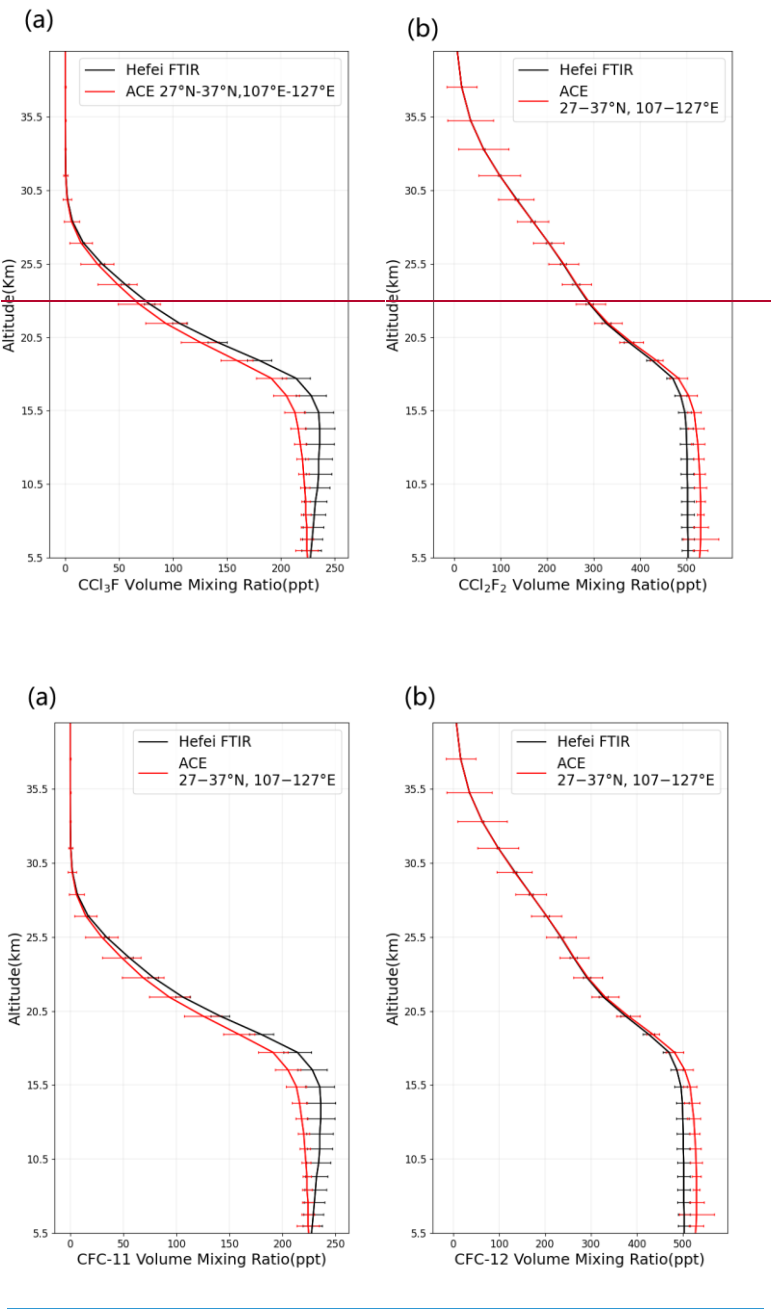 (a)
(b)
Hefei FTIR
ACE 27°N-37°N,107°E-127°E
Hefei FTIR
ACE
27−37°N, 107−127°E
35.5
30.5
25.5
20.5
15.5
10.5
5.5
Altitude(Km)
0 50 100 150 200 250
CCl₃F Volume Mixing Ratio(ppt)
35.5
30.5
25.5
20.5
15.5
10.5
5.5
Altitude(Km)
0 100 200 300 400 500
CCl₂F₂ Volume Mixing Ratio(ppt)
(a)
(b)
Hefei FTIR
ACE
27−37°N, 107−127°E
Hefei FTIR
ACE
27−37°N, 107−127°E
35.5
30.5
25.5
20.5
15.5
10.5
5.5
Altitude(km)
0 50 100 150 200 250
CFC-11 Volume Mixing Ratio(ppt)
35.5
30.5
25.5
20.5
15.5
10.5
5.5
Altitude(km)
0 100 200 300 400 500
CFC-12 Volume Mixing Ratio(ppt)